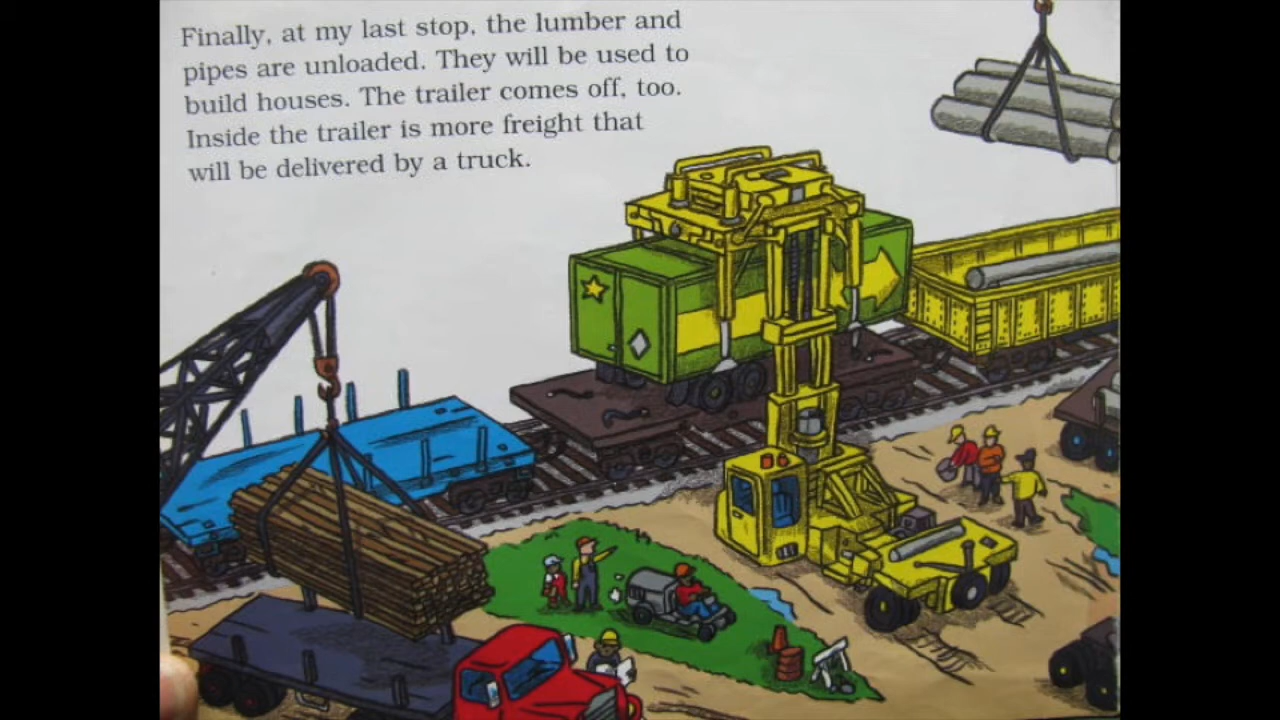 Finally, at my last stop, the lumber and
pipes are unloaded. They will be used to
build houses. The trailer comes off, too.
Inside the trailer is more freight that
will be delivered by a truck.